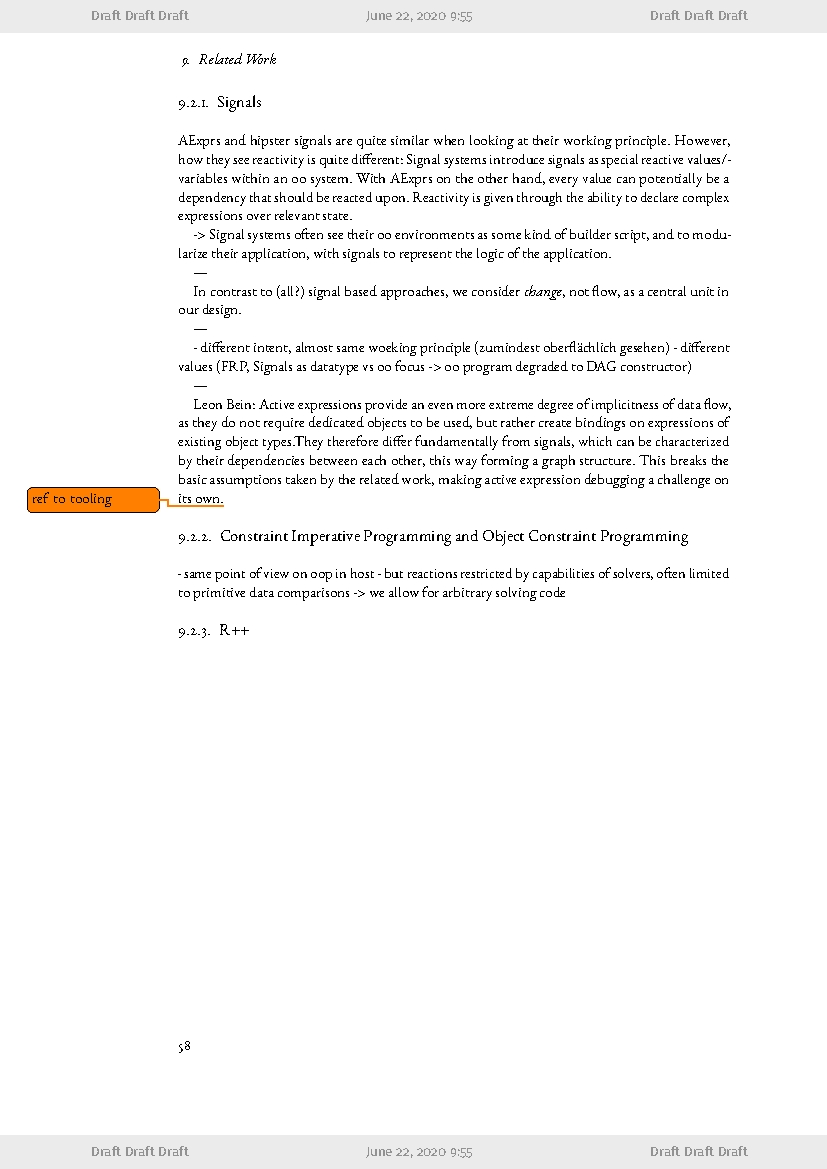 Draft Draft Draft June 22, 2020 9:55 Draft Draft Draft
9. Related Work
9.2.1. Signals
AExprs and hipster signals are quite similar when looking at their working principle. However,
how they see reactivity is quite different: Signal systems introduce signals as special reactive values/-
variables within an oo system. With AExprs on the other hand, every value can potentially be a
dependency that should be reacted upon. Reactivity is given through the ability to declare complex
expressions over relevant state.
-> Signal systems often see their oo environments as some kind of builder script, and to modu-
larize their application, with signals to represent the logic of the application.
—
In contrast to (all?) signal based approaches, we consider change, not flow, as a central unit in
our design.
—
- different intent, almost same woeking principle (zumindest oberflächlich gesehen) - different
values (FRP, Signals as datatype vs oo focus -> oo program degraded to DAG constructor)
—
Leon Bein: Active expressions provide an even more extreme degree of implicitness of data flow,
as they do not require dedicated objects to be used, but rather create bindings on expressions of
existing object types.They therefore differ fundamentally from signals, which can be characterized
by their dependencies between each other, this way forming a graph structure. This breaks the
basic assumptions taken by the related work, making active expression debugging a challenge on
its own.
ref to tooling
9.2.2. Constraint Imperative Programming and Object Constraint Programming
- same point of view on oop in host - but reactions restricted by capabilities of solvers, often limited
to primitive data comparisons -> we allow for arbitrary solving code
9.2.3. R++
58
Draft Draft Draft June 22, 2020 9:55 Draft Draft Draft